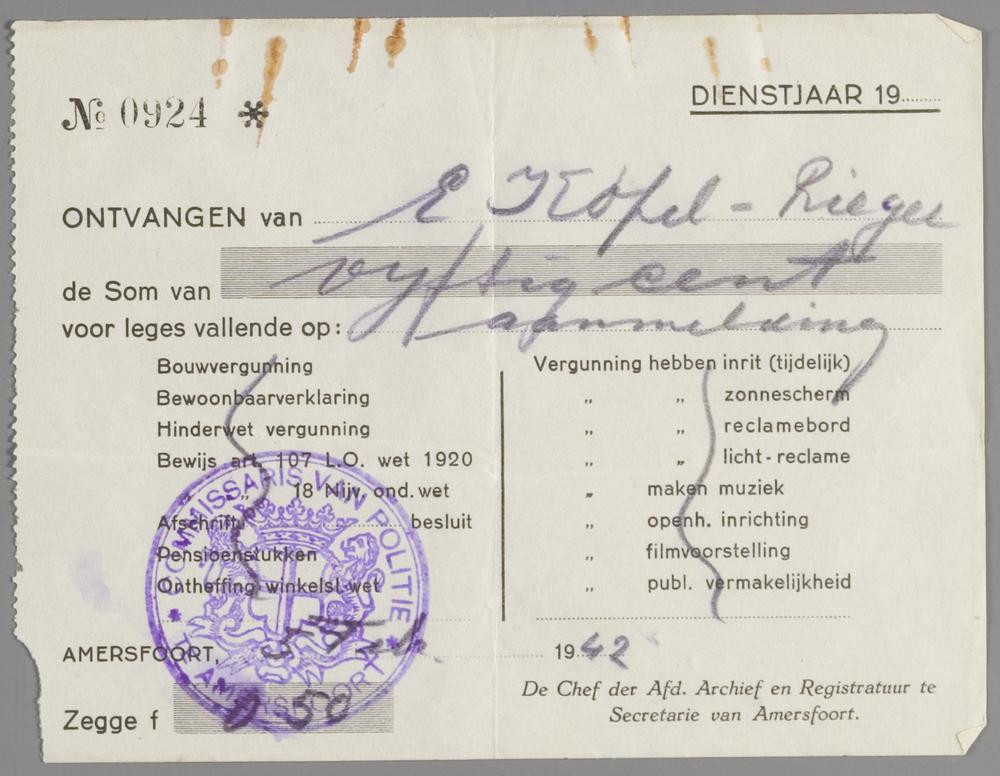 № 0924 *
DIENSTJAAR 19........
ONTVANGEN van E Kopel - Rieger
de Som van vyftig cent
voor leges vallende op: aanmelding
Bouwvergunning
Bewoonbaarverklaring
Hinderwet vergunning
Bewijs art. 107 L.O. wet 1920
„ „ 18 Nijv. ond. wet
Afschrift ............ besluit
Pensioenstukken
Ontheffing winkelsl. wet
Vergunning hebben inrit (tijdelijk)
„ „ zonnescherm
„ „ reclamebord
„ „ licht-reclame
„ maken muziek
„ openh. inrichting
„ filmvoorstelling
„ publ. vermakelijkheid
COMMISSARIS VAN POLITIE * AMERSFOORT *
AMERSFOORT, Feb. 1942
Zegge f 0 50
De Chef der Afd. Archief en Registratuur te
Secretarie van Amersfoort.